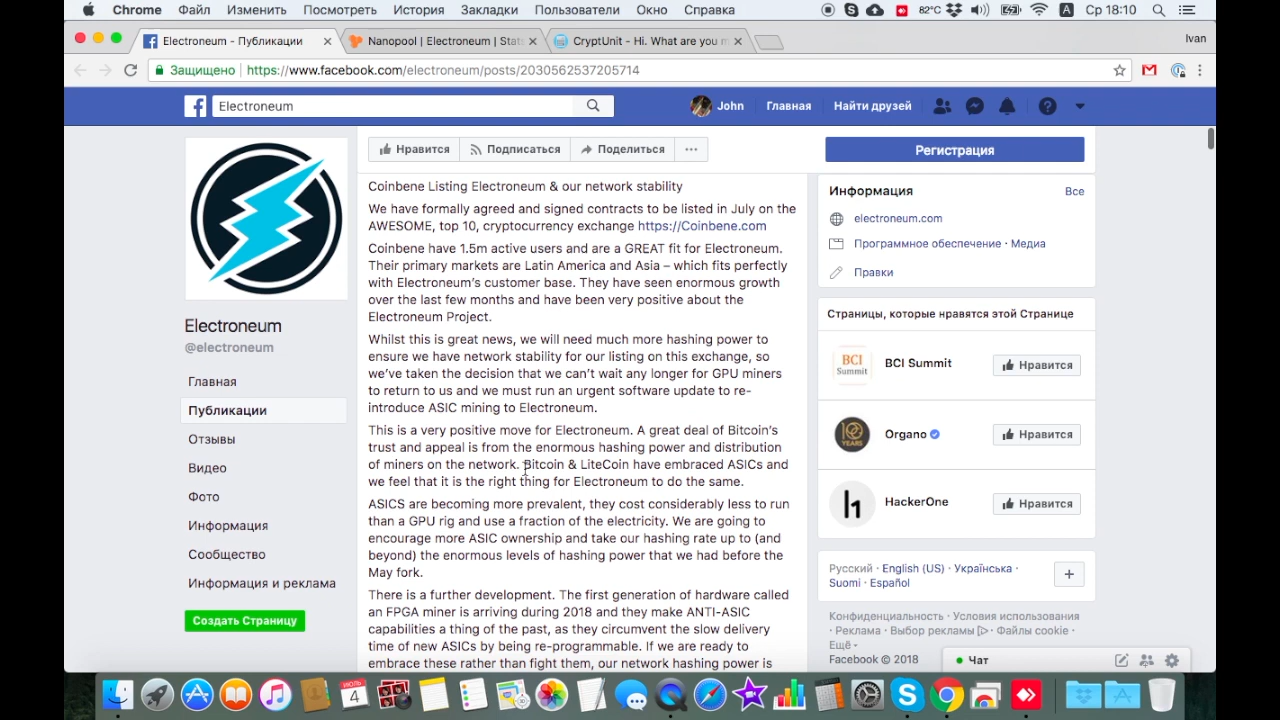 Chrome Файл Изменить Посмотреть История Закладки Пользователи Окно Справка 82°C Ср 18:10
Electroneum - Публикации Nanopool | Electroneum | Stat CryptUnit - Hi. What are you m Ivan
Защищено https://www.facebook.com/electroneum/posts/2030562537205714
Electroneum John Главная Найти друзей
Нравится Подписаться Поделиться
Регистрация
Electroneum
@electroneum
Главная
Публикации
Отзывы
Видео
Фото
Информация
Сообщество
Информация и реклама
Создать Страницу
Coinbene Listing Electroneum & our network stability
We have formally agreed and signed contracts to be listed in July on the
AWESOME, top 10, cryptocurrency exchange https://Coinbene.com
Coinbene have 1.5m active users and are a GREAT fit for Electroneum.
Their primary markets are Latin America and Asia – which fits perfectly
with Electroneum's customer base. They have seen enormous growth
over the last few months and have been very positive about the
Electroneum Project.
Whilst this is great news, we will need much more hashing power to
ensure we have network stability for our listing on this exchange, so
we've taken the decision that we can't wait any longer for GPU miners
to return to us and we must run an urgent software update to re-
introduce ASIC mining to Electroneum.
This is a very positive move for Electroneum. A great deal of Bitcoin's
trust and appeal is from the enormous hashing power and distribution
of miners on the network. Bitcoin & LiteCoin have embraced ASICs and
we feel that it is the right thing for Electroneum to do the same.
ASICS are becoming more prevalent, they cost considerably less to run
than a GPU rig and use a fraction of the electricity. We are going to
encourage more ASIC ownership and take our hashing rate up to (and
beyond) the enormous levels of hashing power that we had before the
May fork.
There is a further development. The first generation of hardware called
an FPGA miner is arriving during 2018 and they make ANTI-ASIC
capabilities a thing of the past, as they circumvent the slow delivery
time of new ASICs by being re-programmable. If we are ready to
embrace these rather than fight them, our network hashing power is
Информация Все
electroneum.com
Программное обеспечение · Медиа
Правки
Страницы, которые нравятся этой Странице
BCI
Summit
BCI Summit Нравится
YEARS
Organo Нравится
HackerOne Нравится
Русский · English (US) · Українська ·
Suomi · Español
Конфиденциальность · Условия использования
· Реклама · Выбор рекламы · Файлы cookie ·
Ещё
Facebook © 2018
Чат
4